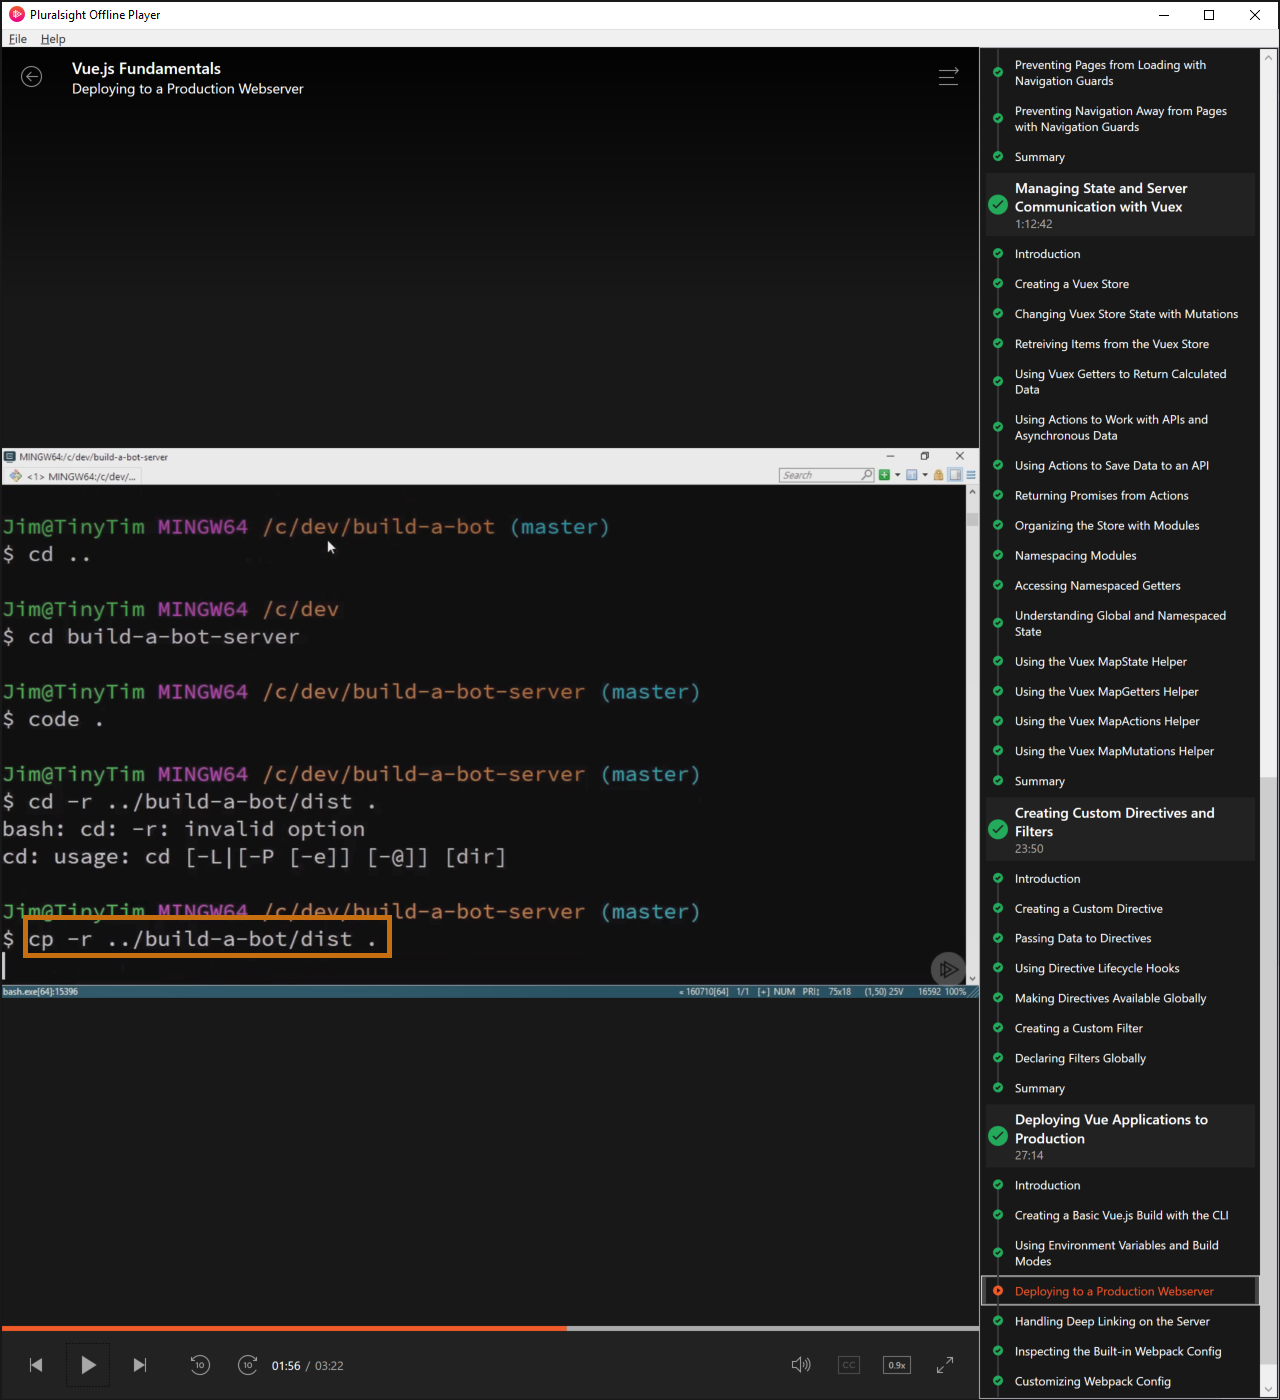 Pluralsight Offline Player
File Help
Vue.js Fundamentals
Deploying to a Production Webserver
MINGW64:/c/dev/build-a-bot-server
<1> MINGW64:/c/dev/...
Search
Jim@TinyTim MINGW64 /c/dev/build-a-bot (master)
$ cd ..
Jim@TinyTim MINGW64 /c/dev
$ cd build-a-bot-server
Jim@TinyTim MINGW64 /c/dev/build-a-bot-server (master)
$ code .
Jim@TinyTim MINGW64 /c/dev/build-a-bot-server (master)
$ cd -r ../build-a-bot/dist .
bash: cd: -r: invalid option
cd: usage: cd [-L|[-P [-e]] [-@]] [dir]
Jim@TinyTim MINGW64 /c/dev/build-a-bot-server (master)
$ cp -r ../build-a-bot/dist .
bash.exe[64]:15396
« 160710[64] 1/1 [+] NUM PRI↕ 75x18 (1,50) 25V 16592 100%
10
10
01:56 / 03:22
CC
0.9x
Preventing Pages from Loading with
Navigation Guards
Preventing Navigation Away from Pages
with Navigation Guards
Summary
Managing State and Server
Communication with Vuex
1:12:42
Introduction
Creating a Vuex Store
Changing Vuex Store State with Mutations
Retreiving Items from the Vuex Store
Using Vuex Getters to Return Calculated
Data
Using Actions to Work with APIs and
Asynchronous Data
Using Actions to Save Data to an API
Returning Promises from Actions
Organizing the Store with Modules
Namespacing Modules
Accessing Namespaced Getters
Understanding Global and Namespaced
State
Using the Vuex MapState Helper
Using the Vuex MapGetters Helper
Using the Vuex MapActions Helper
Using the Vuex MapMutations Helper
Summary
Creating Custom Directives and
Filters
23:50
Introduction
Creating a Custom Directive
Passing Data to Directives
Using Directive Lifecycle Hooks
Making Directives Available Globally
Creating a Custom Filter
Declaring Filters Globally
Summary
Deploying Vue Applications to
Production
27:14
Introduction
Creating a Basic Vue.js Build with the CLI
Using Environment Variables and Build
Modes
Deploying to a Production Webserver
Handling Deep Linking on the Server
Inspecting the Built-in Webpack Config
Customizing Webpack Config